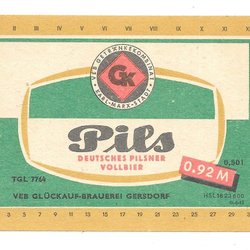 VEB GETRÄNKEKOMBINAT
GK
KARL-MARX-STADT
Pils
DEUTSCHES PILSNER
VOLLBIER
0,50 l
0.92 M
TGL 7764
VEB GLÜCKAUF-BRAUEREI GERSDORF